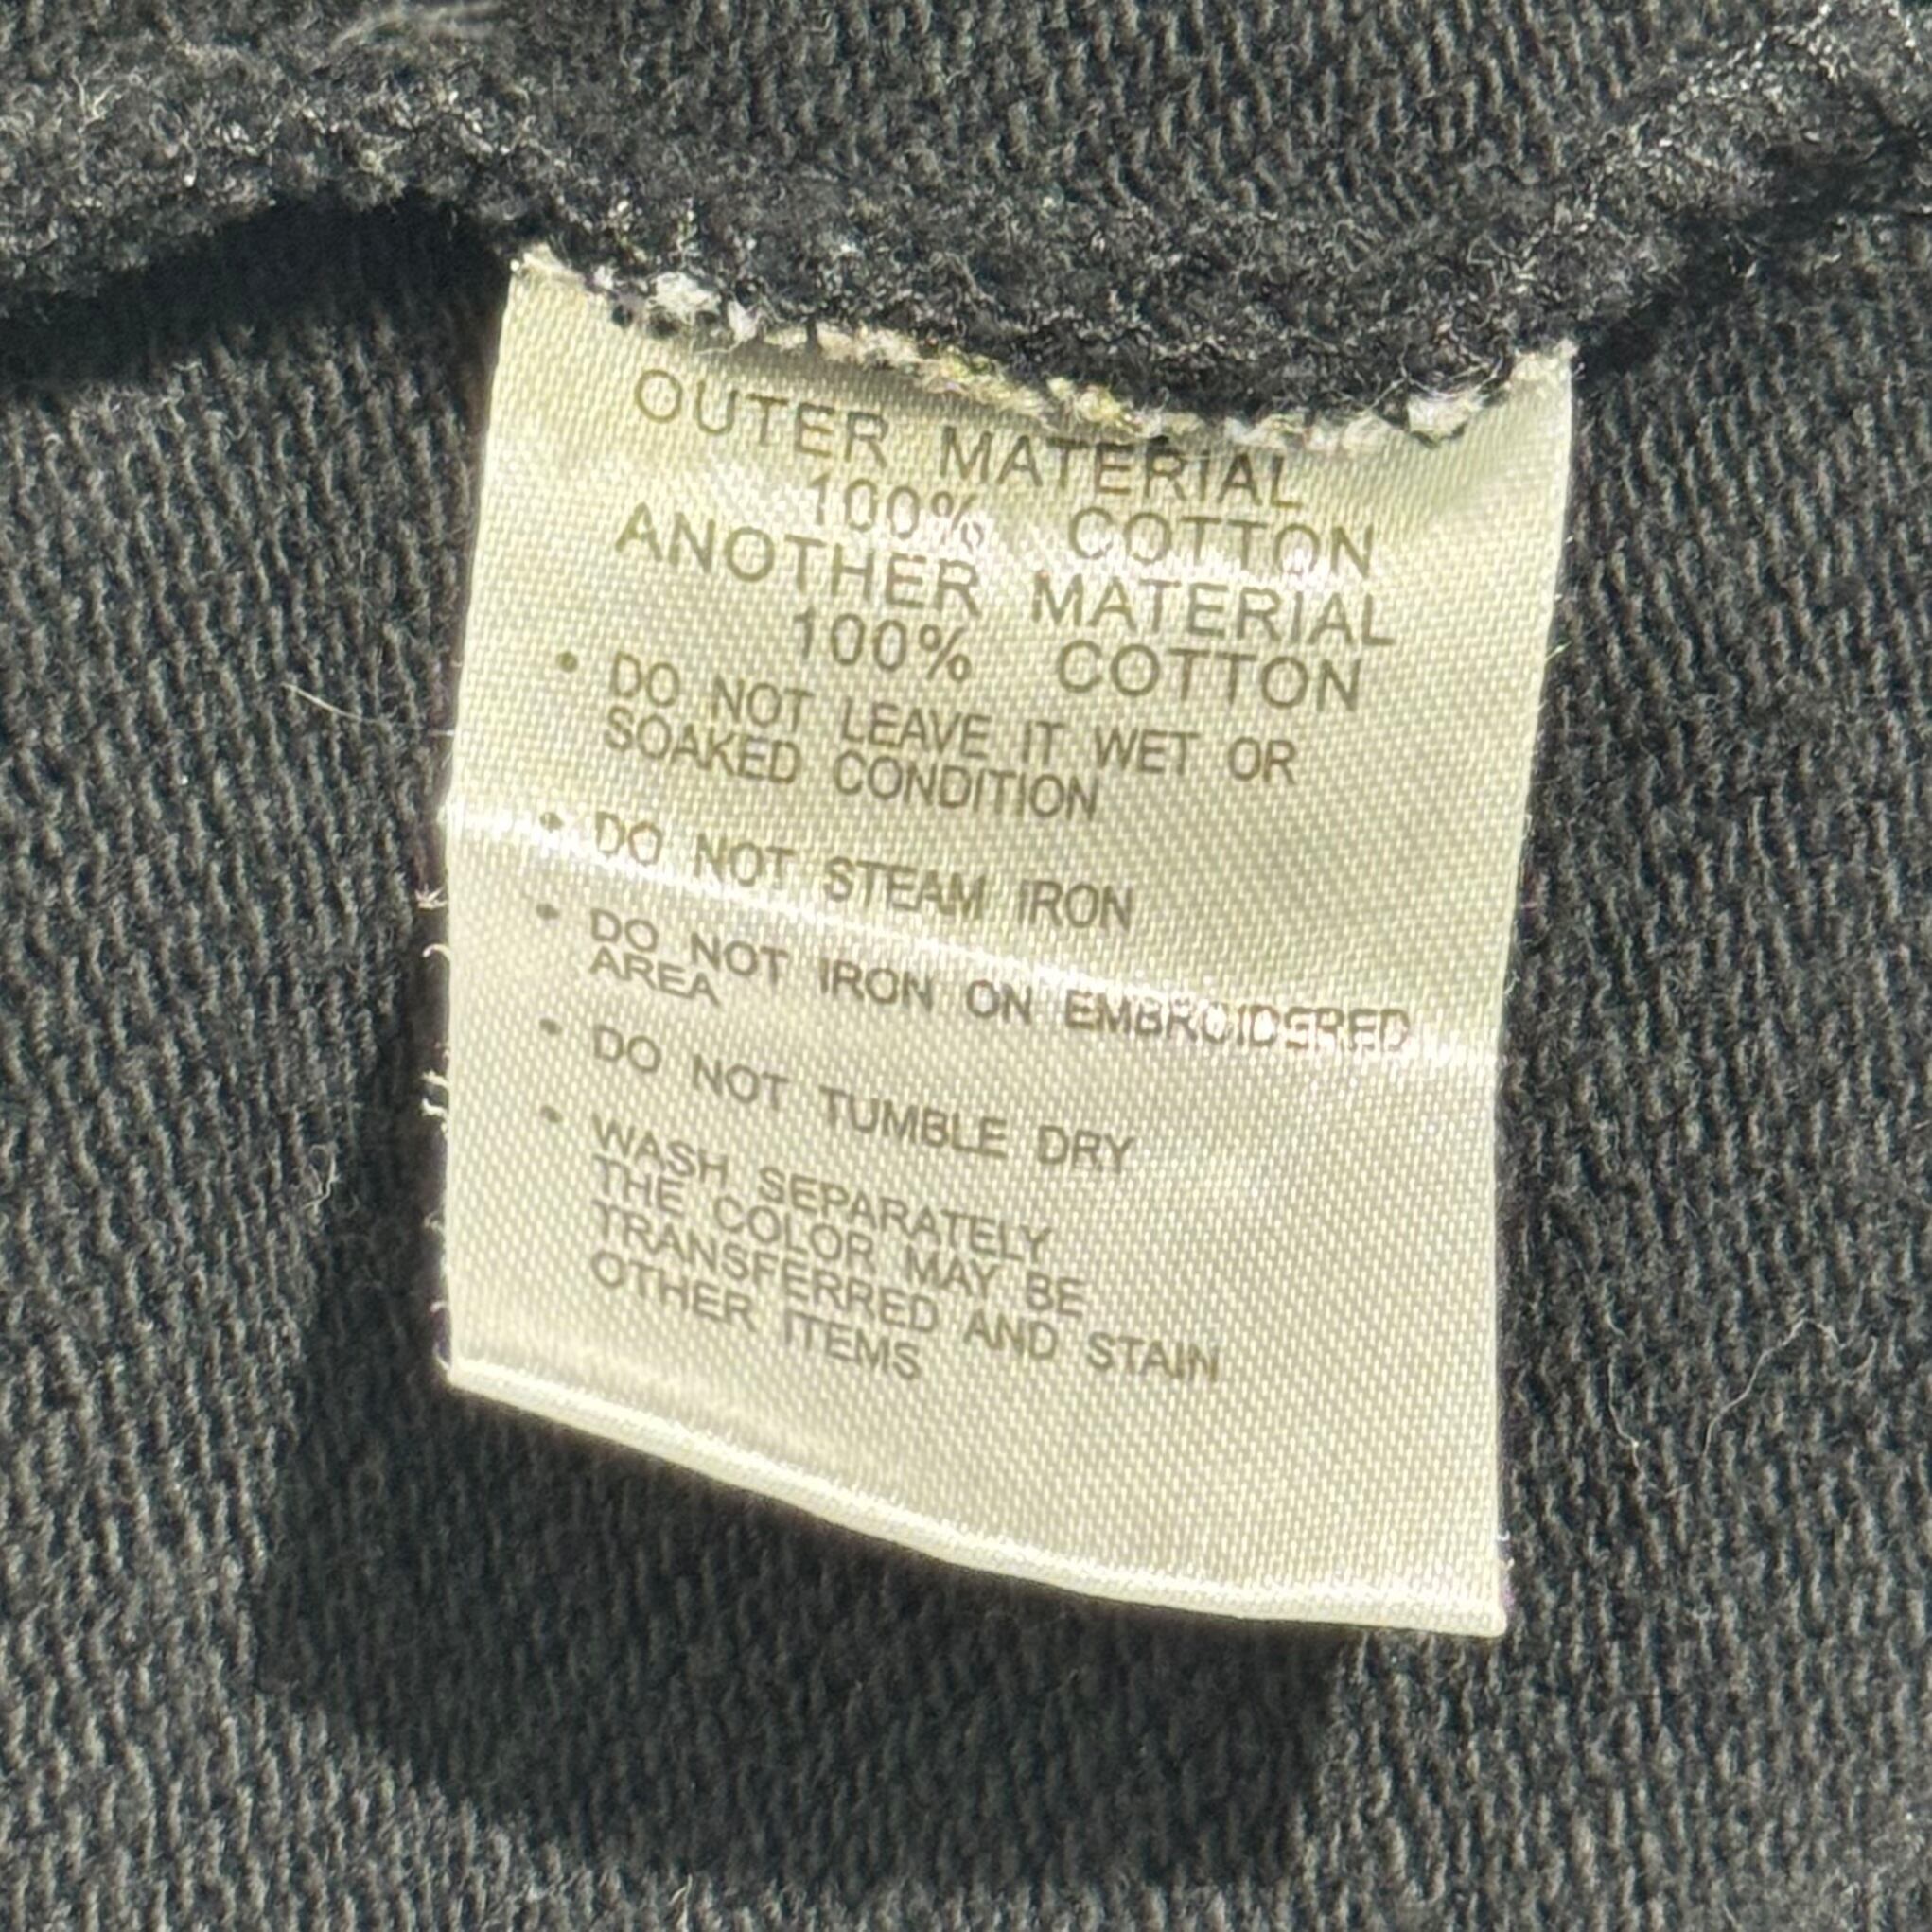 OUTER MATERIAL
100% COTTON
ANOTHER MATERIAL
100% COTTON
• DO NOT LEAVE IT WET OR
SOAKED CONDITION
• DO NOT STEAM IRON
• DO NOT IRON ON EMBROIDERED
AREA
• DO NOT TUMBLE DRY
• WASH SEPARATELY
THE COLOR MAY BE
TRANSFERRED AND STAIN
OTHER ITEMS